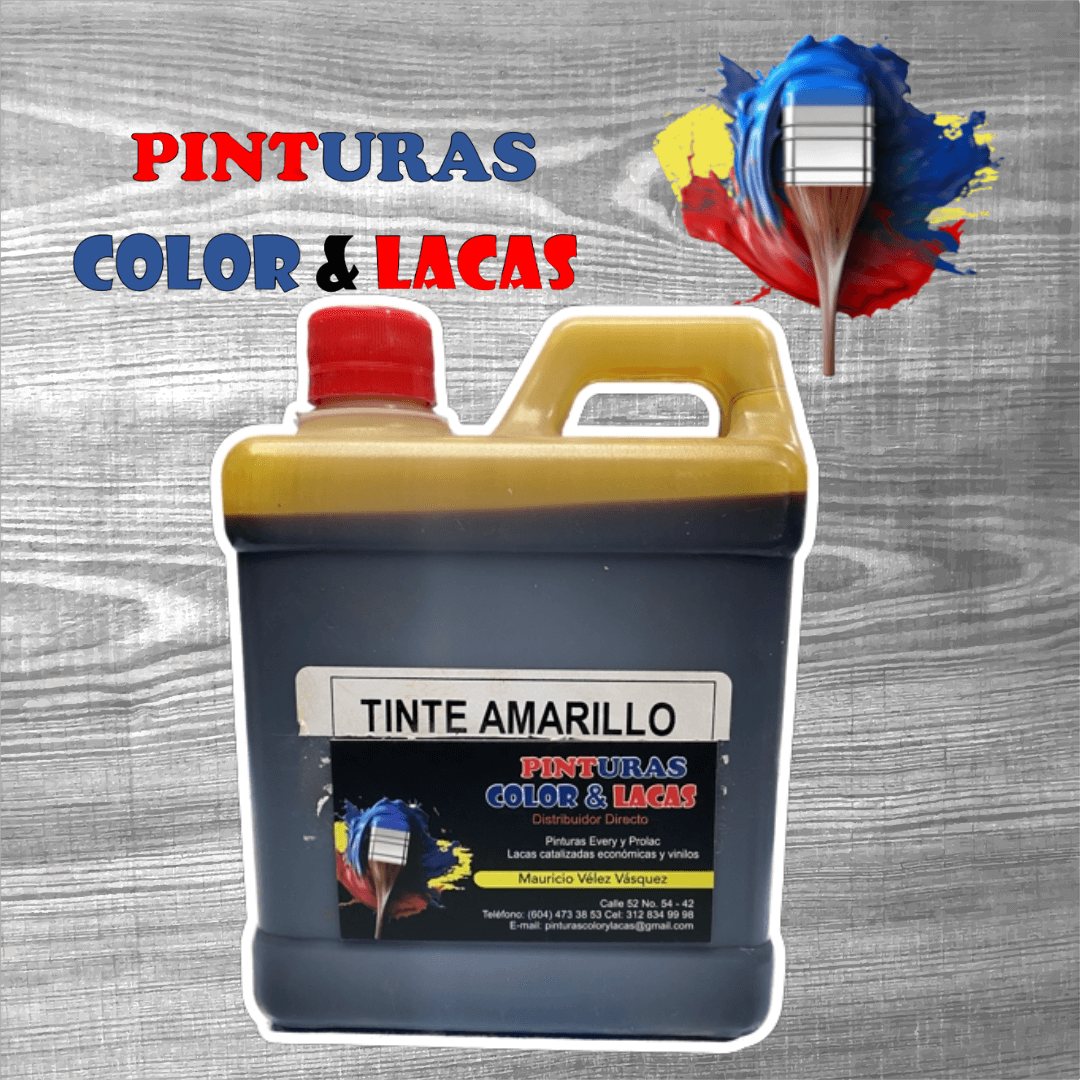 PINTURAS
COLOR & LACAS
TINTE AMARILLO
PINTURAS
COLOR & LACAS
Distribuidor Directo
Pinturas Every y Prolac
Lacas catalizadas económicas y vinilos
Mauricio Vélez Vásquez
Calle 52 No. 54 - 42
Teléfono: (604) 473 38 53 Cel: 312 834 99 98
E-mail: pinturascolorylacas@gmail.com